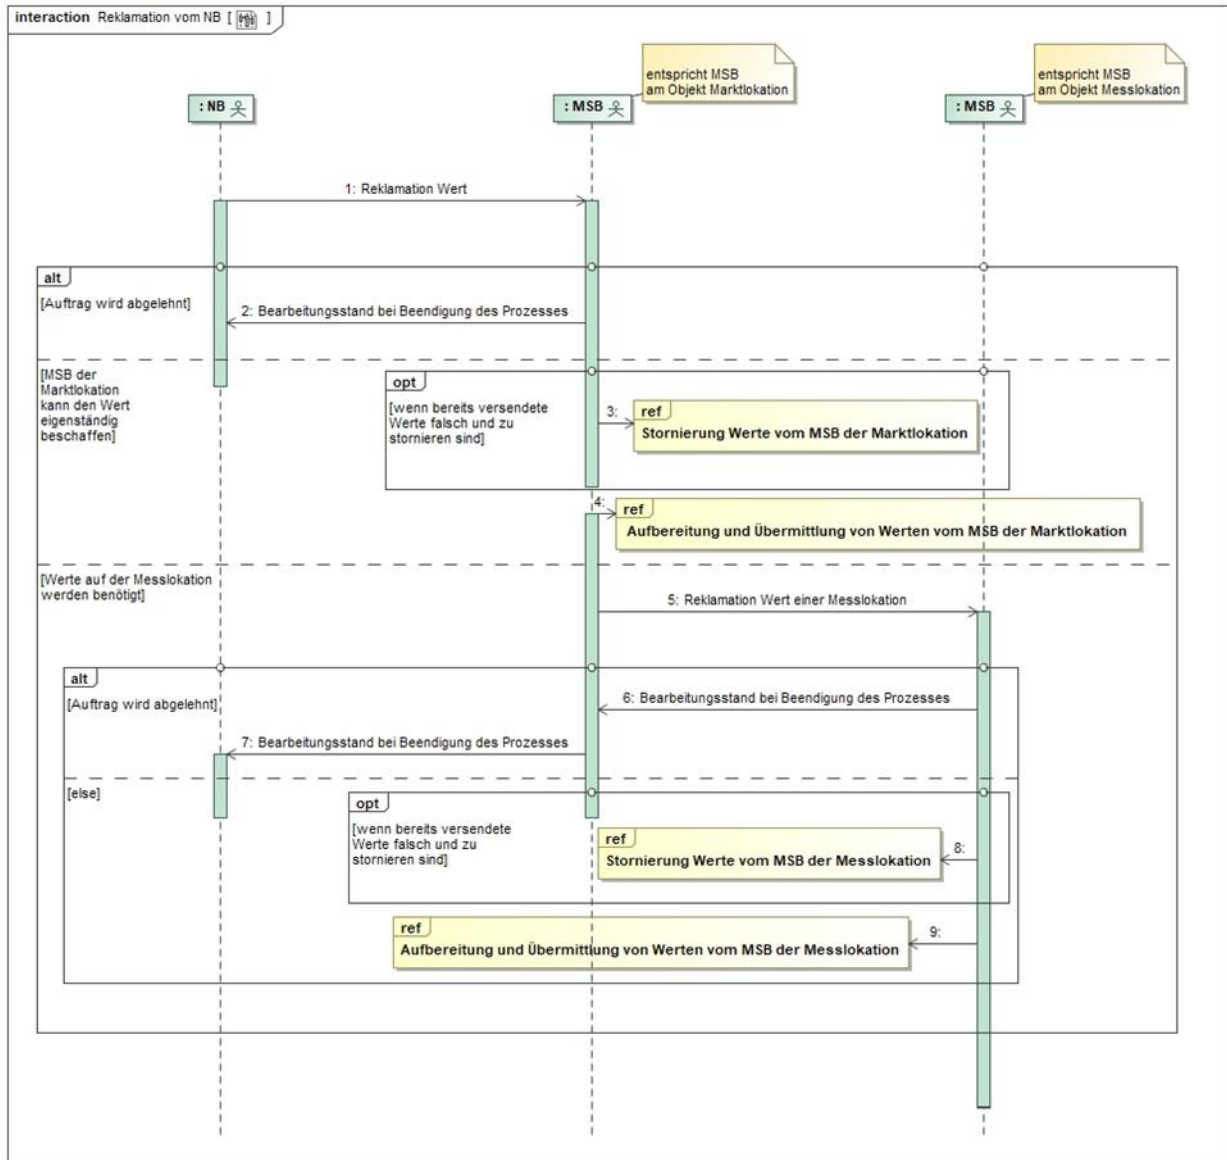 interaction Reklamation vom NB [ ]
entspricht MSB
am Objekt Marktlokation
entspricht MSB
am Objekt Messlokation
: NB
: MSB
: MSB
1: Reklamation Wert
alt
[Auftrag wird abgelehnt]
2: Bearbeitungsstand bei Beendigung des Prozesses
[MSB der
Marktlokation
kann den Wert
eigenständig
beschaffen]
opt
[wenn bereits versendete
Werte falsch und zu
stornieren sind]
3:
ref
Stornierung Werte vom MSB der Marktlokation
4:
ref
Aufbereitung und Übermittlung von Werten vom MSB der Marktlokation
[Werte auf der Messlokation
werden benötigt]
5: Reklamation Wert einer Messlokation
alt
[Auftrag wird abgelehnt]
6: Bearbeitungsstand bei Beendigung des Prozesses
7: Bearbeitungsstand bei Beendigung des Prozesses
[else]
opt
[wenn bereits versendete
Werte falsch und zu
stornieren sind]
ref
Stornierung Werte vom MSB der Messlokation
8:
ref
Aufbereitung und Übermittlung von Werten vom MSB der Messlokation
9: